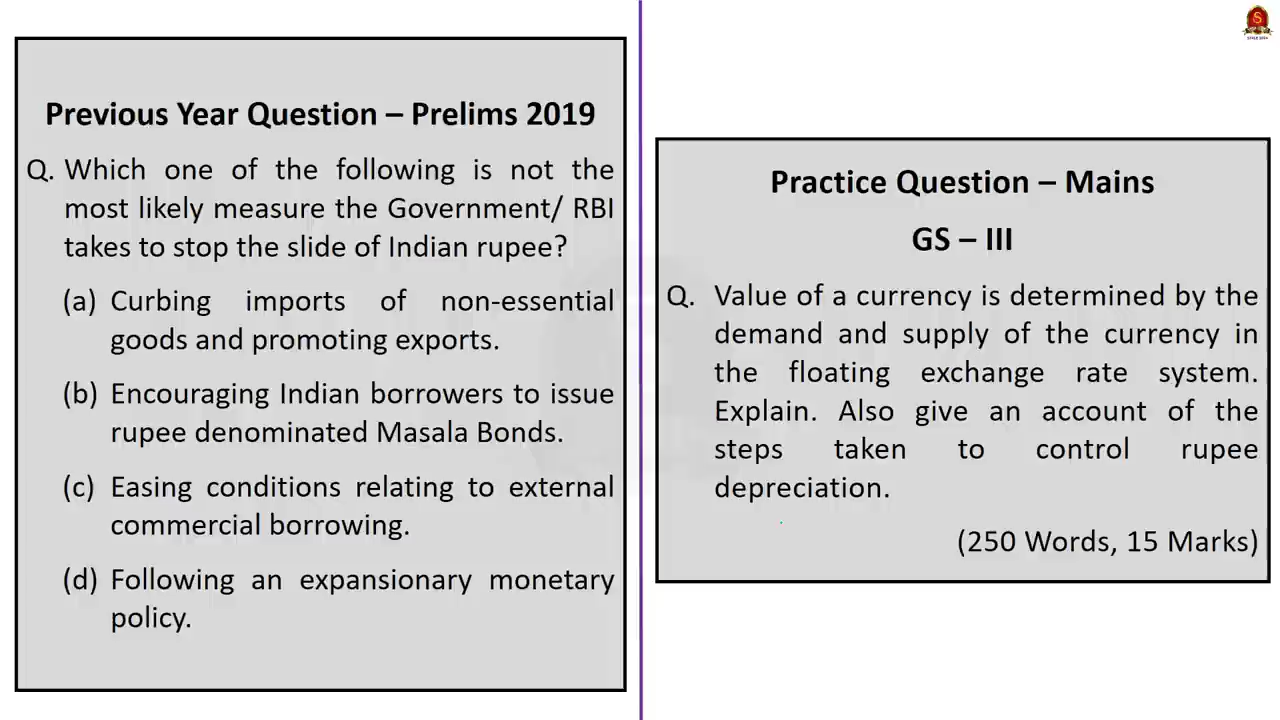 Previous Year Question – Prelims 2019
Q. Which one of the following is not the
most likely measure the Government/ RBI
takes to stop the slide of Indian rupee?
(a) Curbing imports of non-essential
goods and promoting exports.
(b) Encouraging Indian borrowers to issue
rupee denominated Masala Bonds.
(c) Easing conditions relating to external
commercial borrowing.
(d) Following an expansionary monetary
policy.
Practice Question – Mains
GS – III
Q. Value of a currency is determined by the
demand and supply of the currency in
the floating exchange rate system.
Explain. Also give an account of the
steps taken to control rupee
depreciation.
(250 Words, 15 Marks)